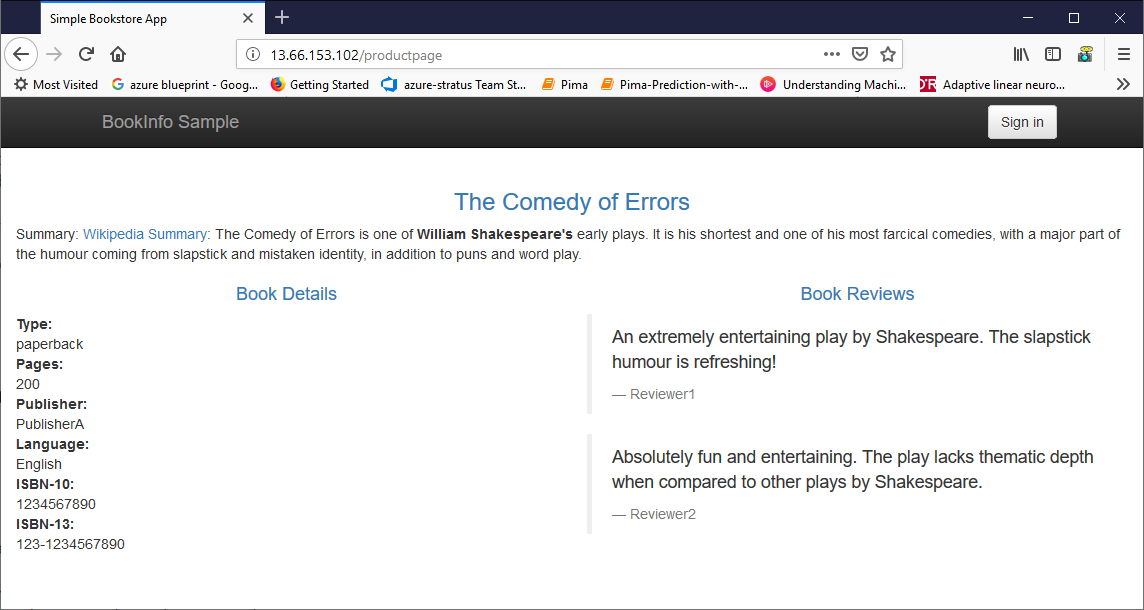 Simple Bookstore App
13.66.153.102/productpage
Most Visited
azure blueprint - Goog...
Getting Started
azure-stratus Team St...
Pima
Pima-Prediction-with-...
Understanding Machi...
Adaptive linear neuro...
BookInfo Sample
Sign in
The Comedy of Errors
Summary: Wikipedia Summary: The Comedy of Errors is one of William Shakespeare's early plays. It is his shortest and one of his most farcical comedies, with a major part of
the humour coming from slapstick and mistaken identity, in addition to puns and word play.
Book Details
Type:
paperback
Pages:
200
Publisher:
PublisherA
Language:
English
ISBN-10:
1234567890
ISBN-13:
123-1234567890
Book Reviews
An extremely entertaining play by Shakespeare. The slapstick
humour is refreshing!
— Reviewer1
Absolutely fun and entertaining. The play lacks thematic depth
when compared to other plays by Shakespeare.
— Reviewer2